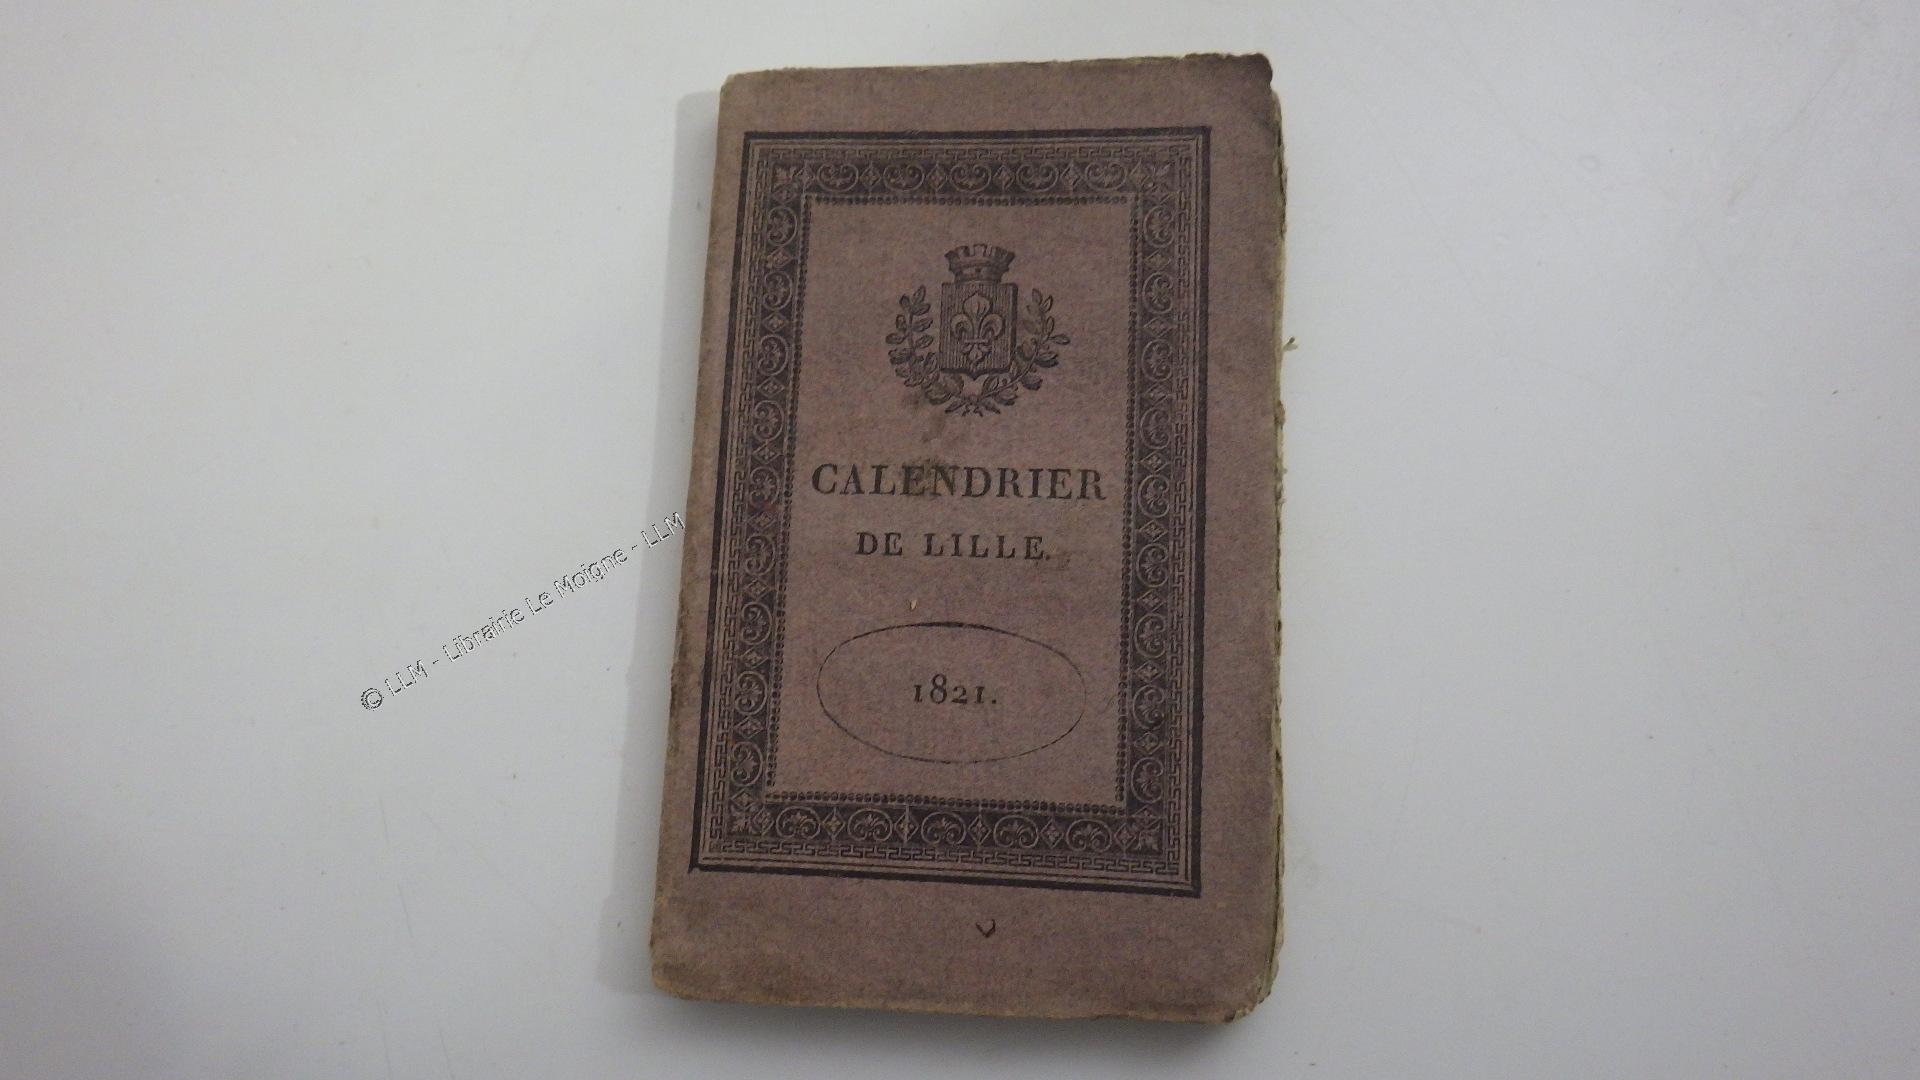 CALENDRIER
DE LILLE.
1821.
© LLM - Librairie Le Moigne - LLM